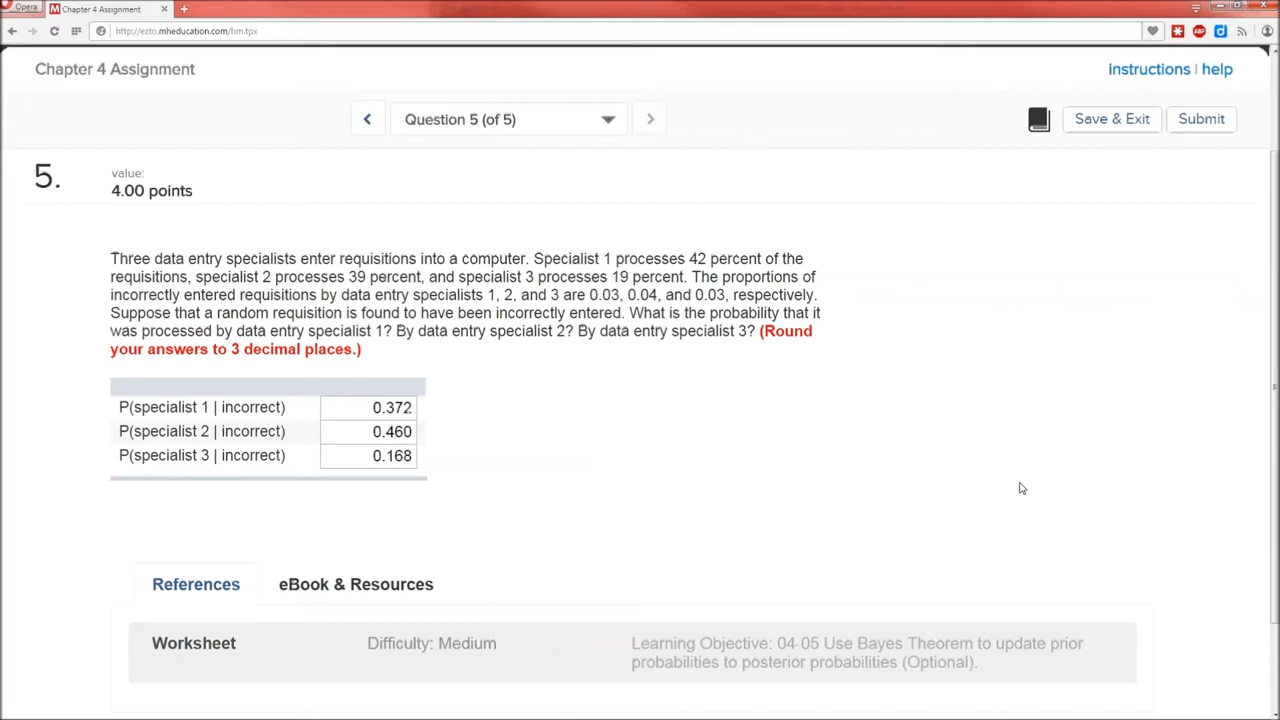 Opera
Chapter 4 Assignment
http://ezto.mheducation.com/hm.tpx
ABP
Chapter 4 Assignment
instructions | help
Question 5 (of 5)
Save & Exit
Submit
5.
value:
4.00 points
Three data entry specialists enter requisitions into a computer. Specialist 1 processes 42 percent of the
requisitions, specialist 2 processes 39 percent, and specialist 3 processes 19 percent. The proportions of
incorrectly entered requisitions by data entry specialists 1, 2, and 3 are 0.03, 0.04, and 0.03, respectively.
Suppose that a random requisition is found to have been incorrectly entered. What is the probability that it
was processed by data entry specialist 1? By data entry specialist 2? By data entry specialist 3? (Round
your answers to 3 decimal places.)
P(specialist 1 | incorrect) 0.372
P(specialist 2 | incorrect) 0.460
P(specialist 3 | incorrect) 0.168
References
eBook & Resources
Worksheet
Difficulty: Medium
Learning Objective: 04-05 Use Bayes Theorem to update prior
probabilities to posterior probabilities (Optional).